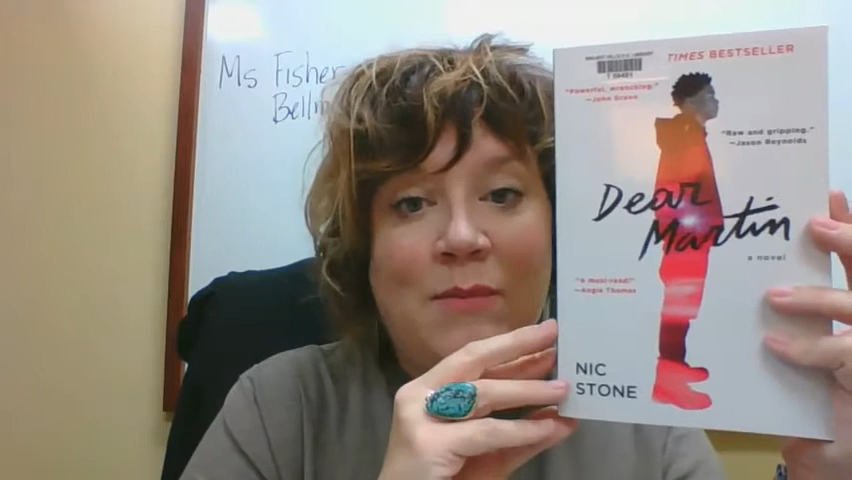 Ms Fisher
TIMES BESTSELLER
"Powerful, wrenching."
—John Green
"Raw and gripping."
—Jason Reynolds
Dear
Martin
a novel
"A must-read!"
—Angie Thomas
NIC
STONE